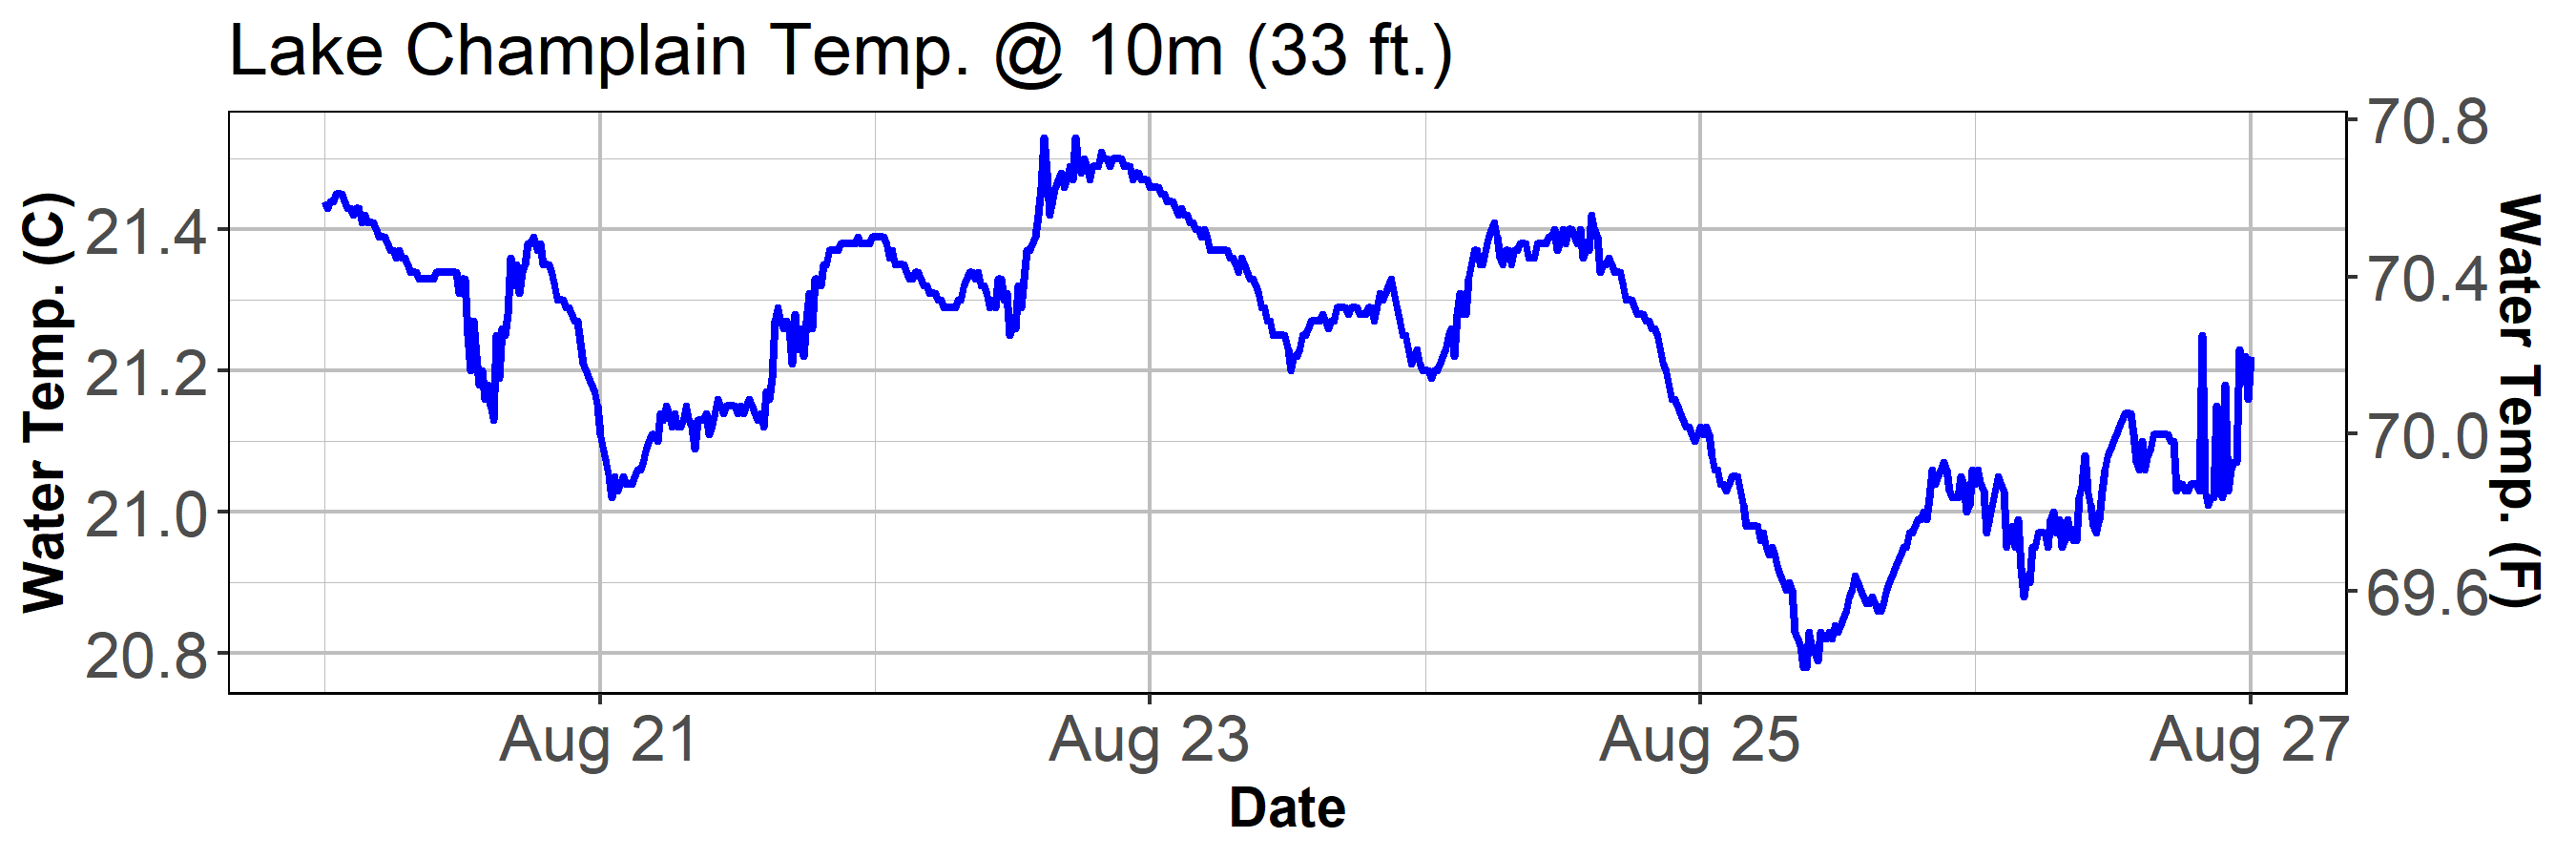 Lake Champlain Temp. @ 10m (33 ft.)
Water Temp. (C)
21.4
21.2
21.0
20.8
70.8
70.4
70.0
69.6
Water Temp. (F)
Aug 21
Aug 23
Aug 25
Aug 27
Date